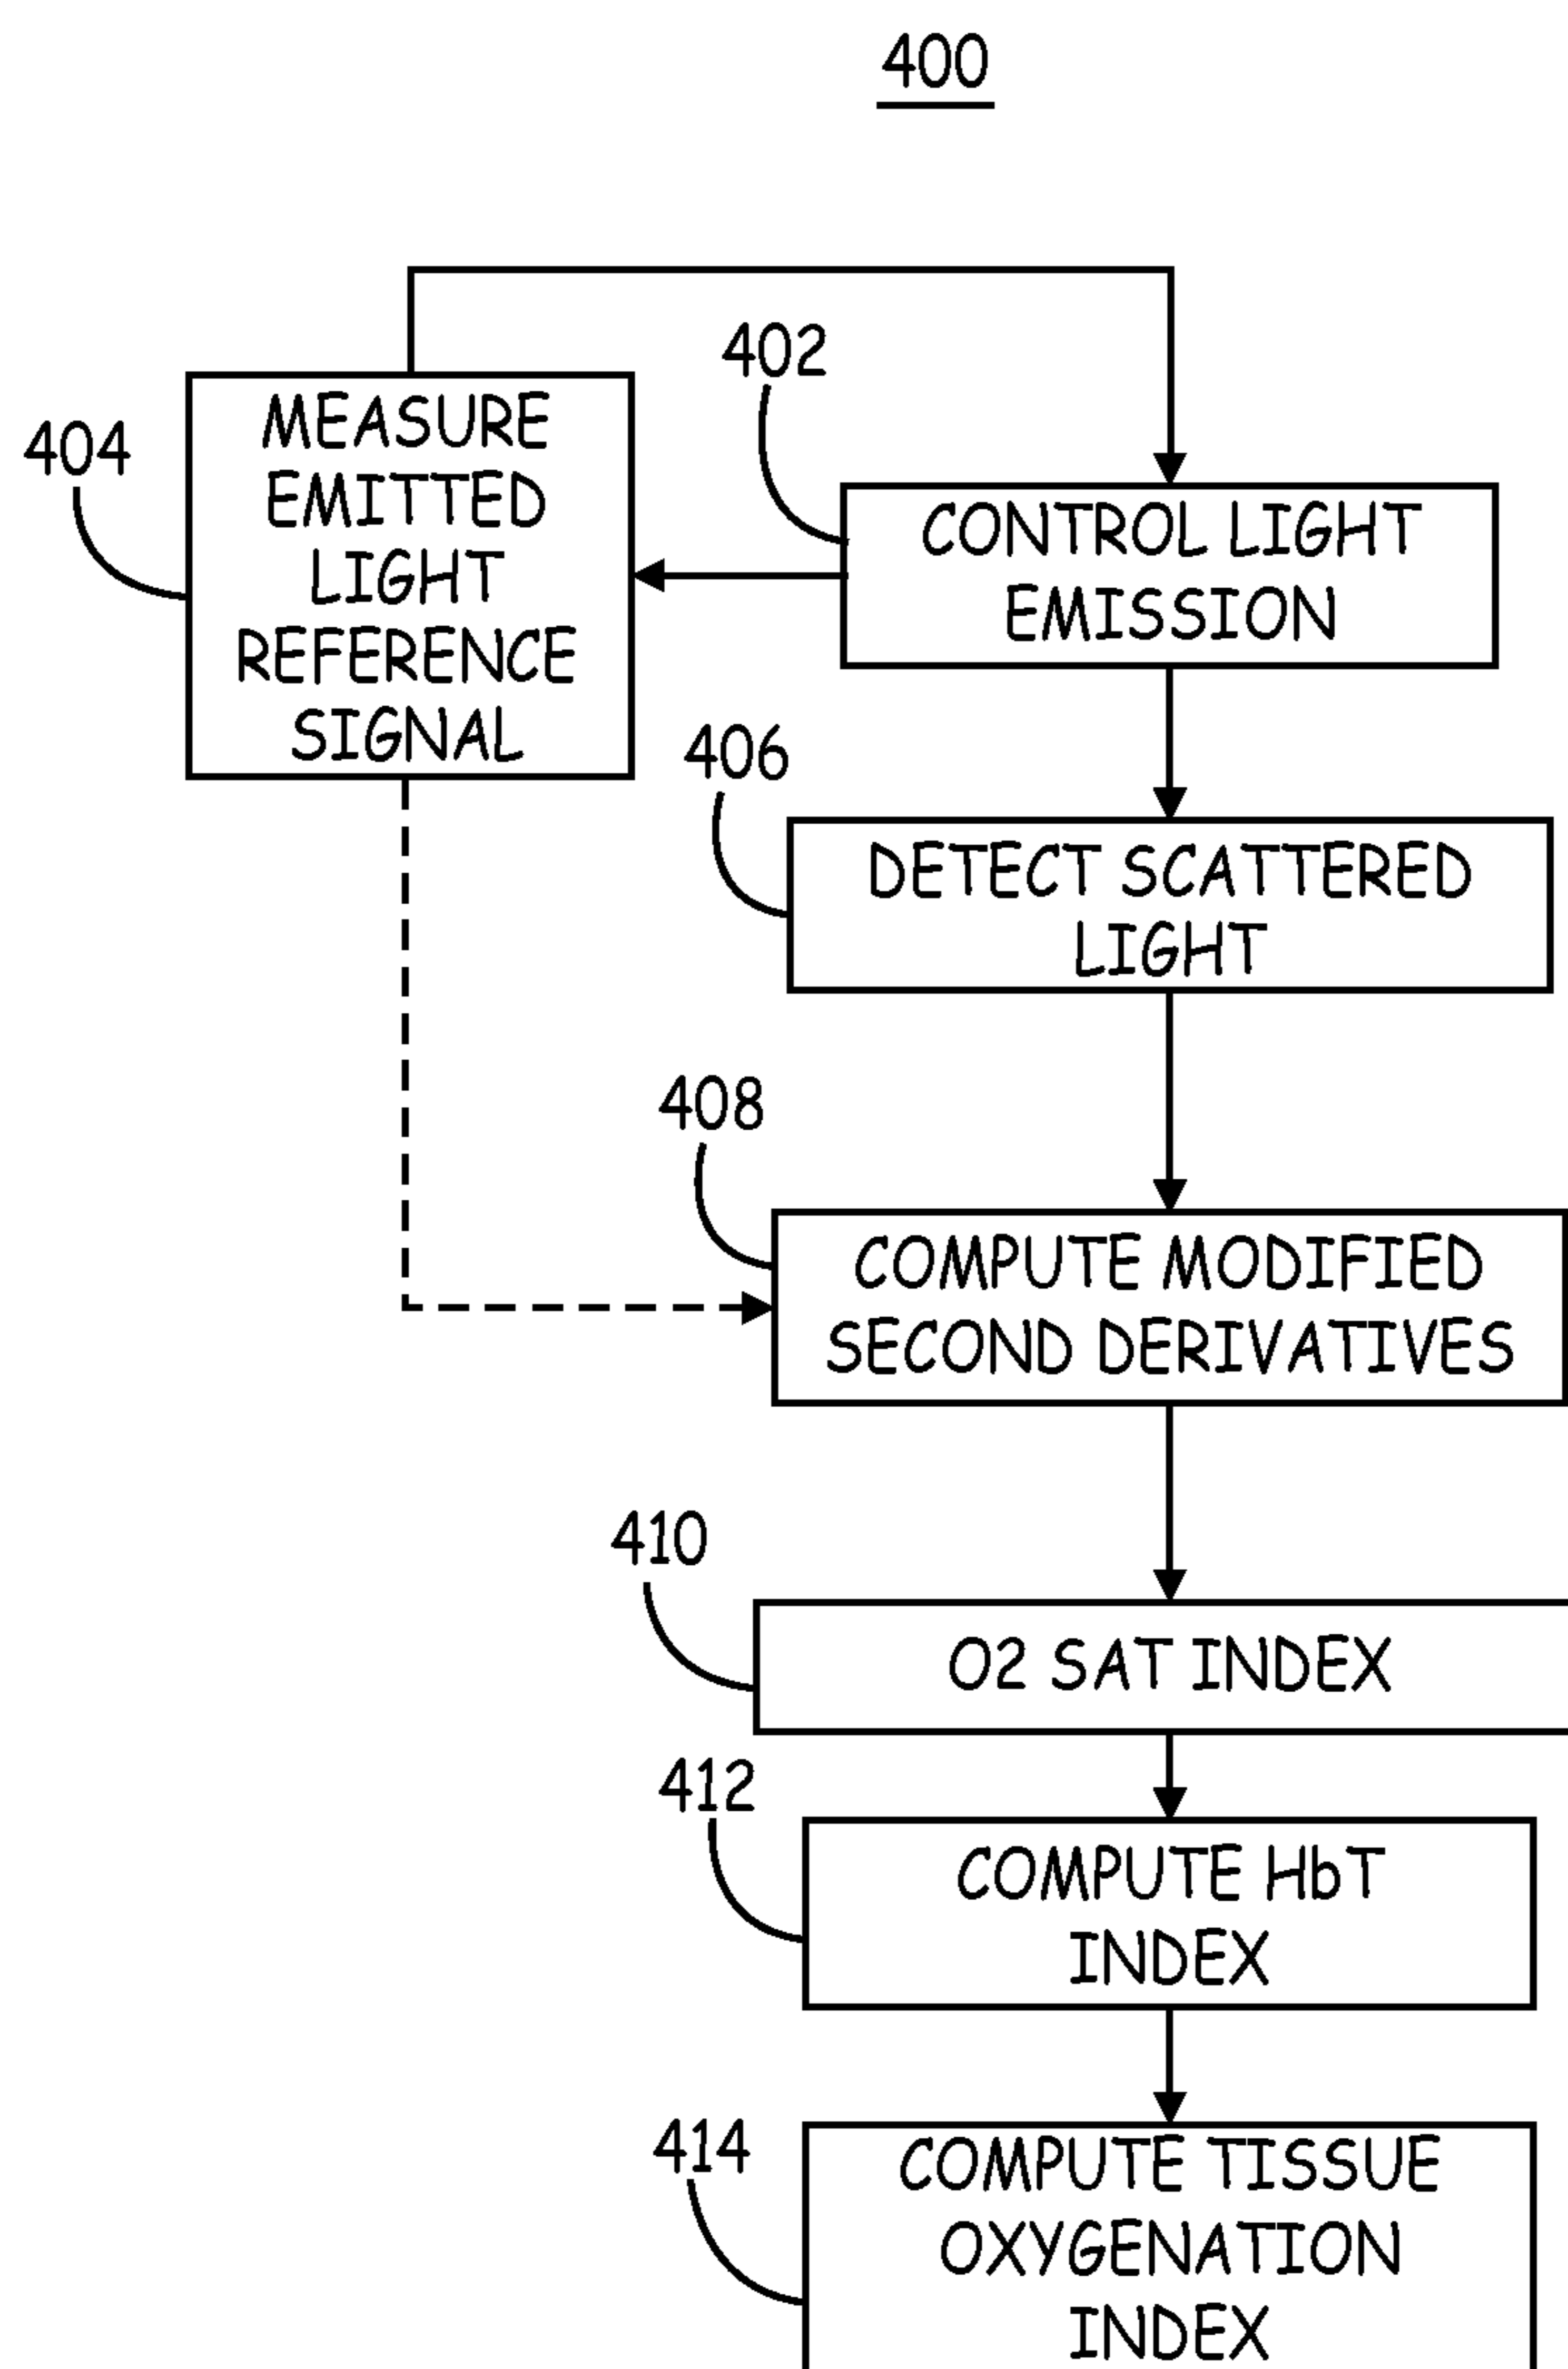 400
402
404
MEASURE
EMITTED
LIGHT
REFERENCE
SIGNAL
CONTROL LIGHT
EMISSION
406
DETECT SCATTERED
LIGHT
408
COMPUTE MODIFIED
SECOND DERIVATIVES
410
O2 SAT INDEX
412
COMPUTE HbT
INDEX
414
COMPUTE TISSUE
OXYGENATION
INDEX